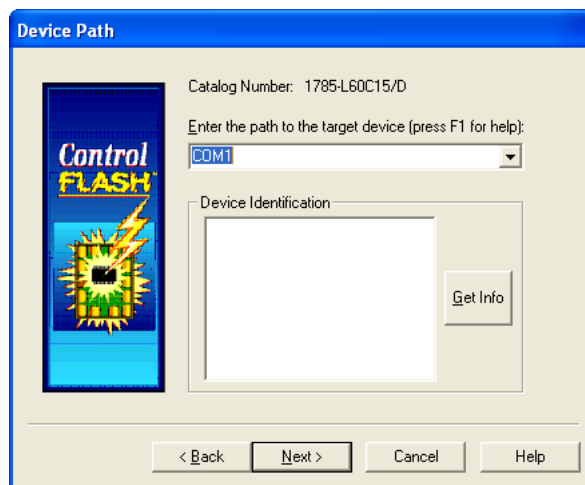 Device Path
Catalog Number: 1785-L60C15/D
Enter the path to the target device (press F1 for help):
COM1
Control
FLASH
Device Identification
Get Info
< Back
Next >
Cancel
Help